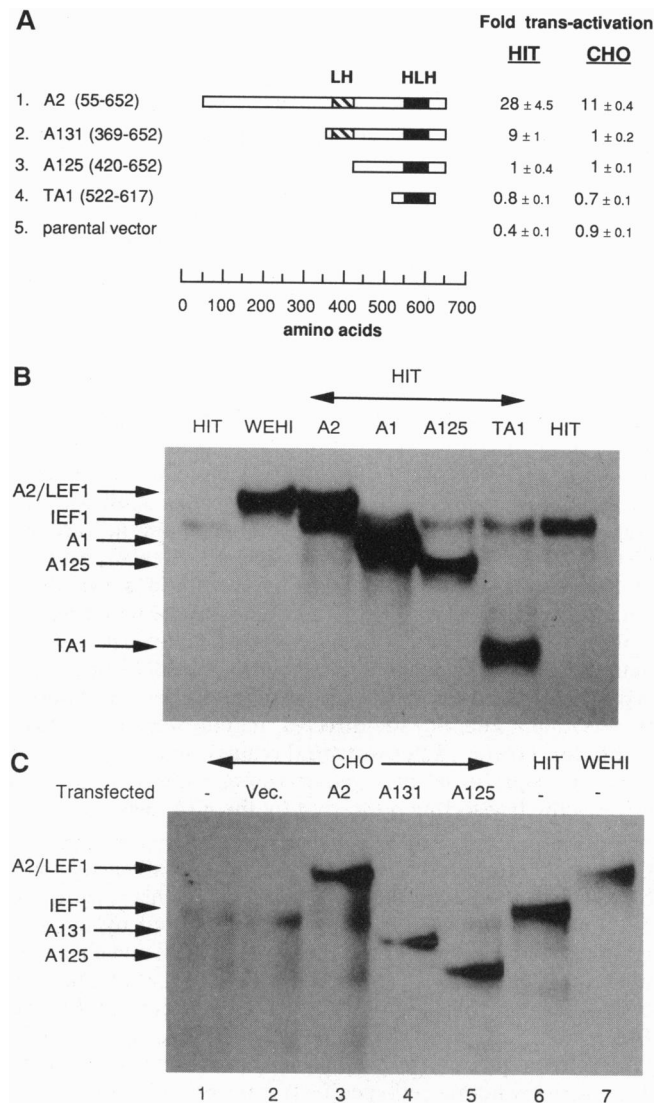 A
Fold trans-activation
HIT CHO
LH HLH
1. A2 (55-652) 28 ± 4.5 11 ± 0.4
2. A131 (369-652) 9 ± 1 1 ± 0.2
3. A125 (420-652) 1 ± 0.4 1 ± 0.1
4. TA1 (522-617) 0.8 ± 0.1 0.7 ± 0.1
5. parental vector 0.4 ± 0.1 0.9 ± 0.1
0 100 200 300 400 500 600 700
amino acids
B
HIT
HIT WEHI A2 A1 A125 TA1 HIT
A2/LEF1
IEF1
A1
A125
TA1
C
CHO HIT WEHI
Transfected - Vec. A2 A131 A125 - -
A2/LEF1
IEF1
A131
A125
1 2 3 4 5 6 7